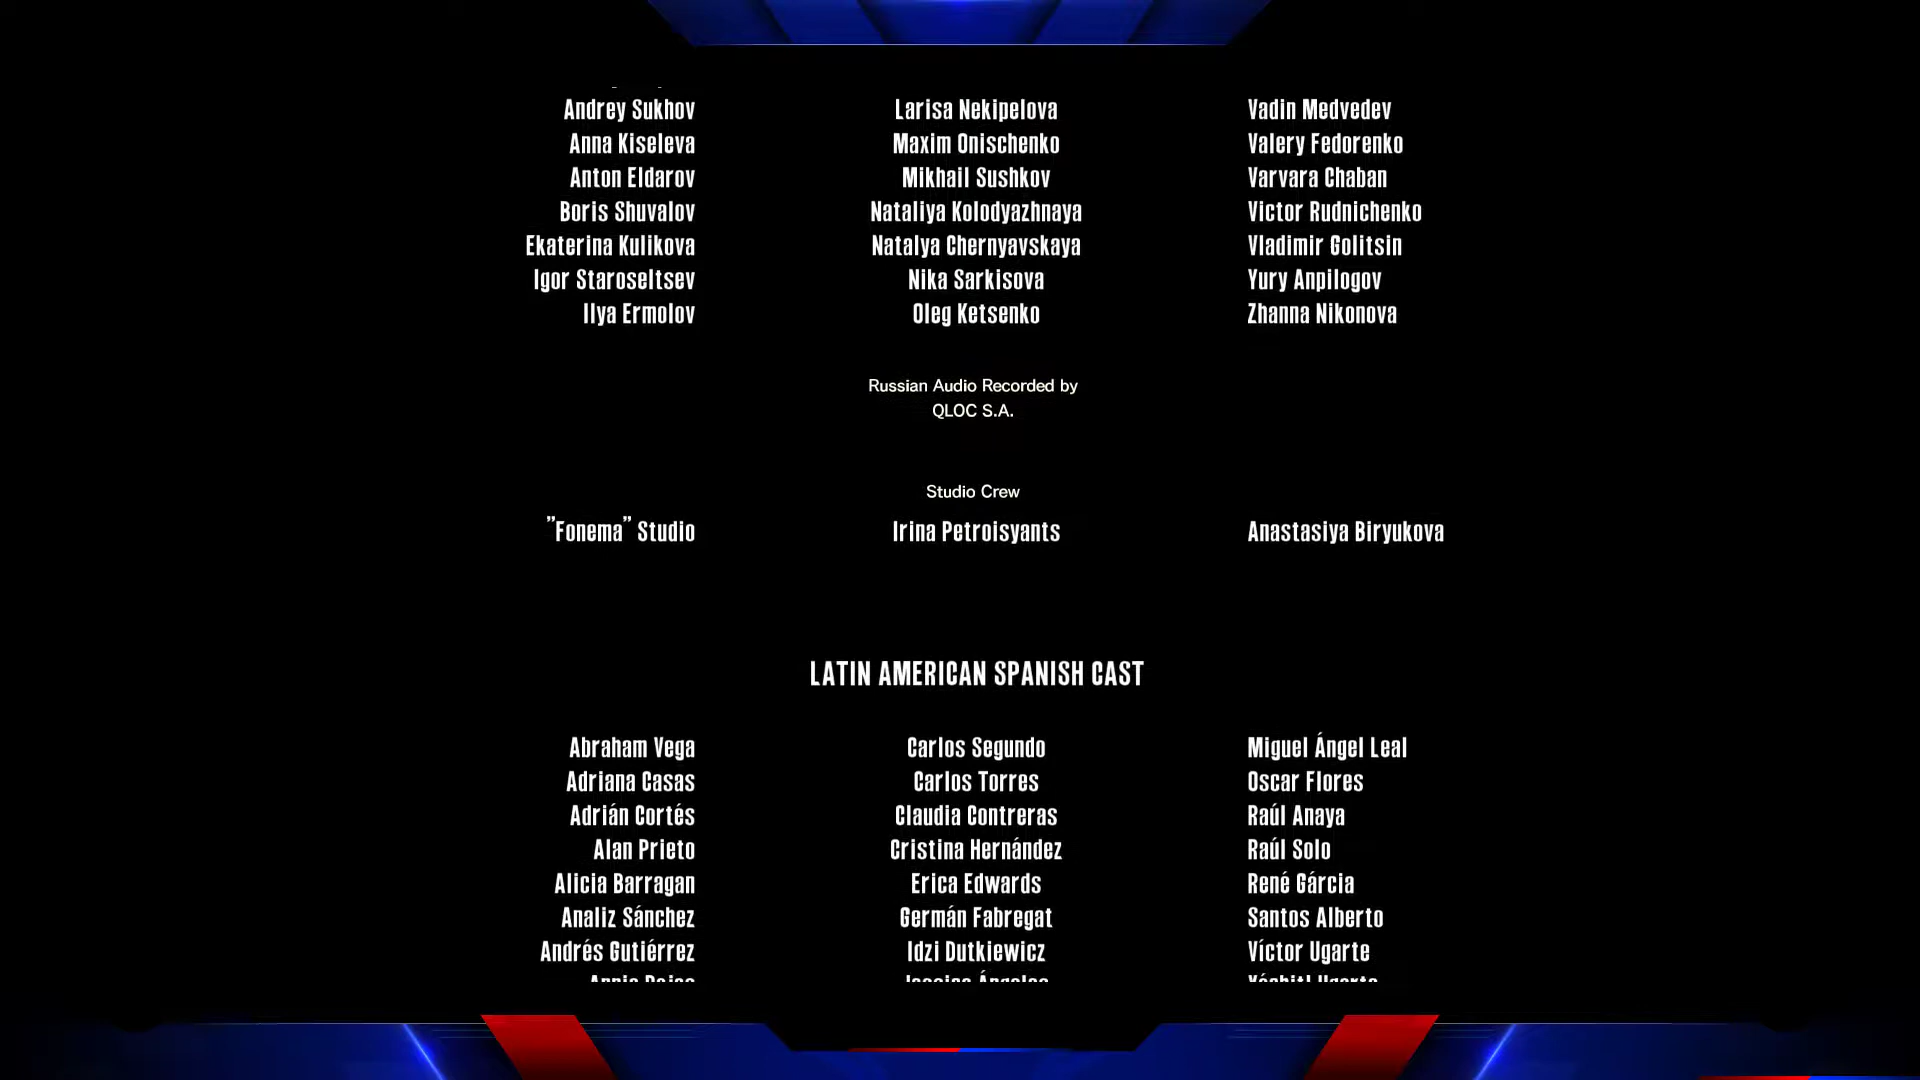 Andrey Sukhov Larisa Nekipelova Vadin Medvedev
Anna Kiseleva Maxim Onischenko Valery Fedorenko
Anton Eldarov Mikhail Sushkov Varvara Chaban
Boris Shuvalov Nataliya Kolodyazhnaya Victor Rudnichenko
Ekaterina Kulikova Natalya Chernyavskaya Vladimir Golitsin
Igor Staroseltsev Nika Sarkisova Yury Anpilogov
Ilya Ermolov Oleg Ketsenko Zhanna Nikonova
Russian Audio Recorded by
QLOC S.A.
Studio Crew
”Fonema” Studio Irina Petroisyants Anastasiya Biryukova
LATIN AMERICAN SPANISH CAST
Abraham Vega Carlos Segundo Miguel Ángel Leal
Adriana Casas Carlos Torres Oscar Flores
Adrián Cortés Claudia Contreras Raúl Anaya
Alan Prieto Cristina Hernández Raúl Solo
Alicia Barragan Erica Edwards René Gárcia
Analiz Sánchez Germán Fabregat Santos Alberto
Andrés Gutiérrez Idzi Dutkiewicz Víctor Ugarte